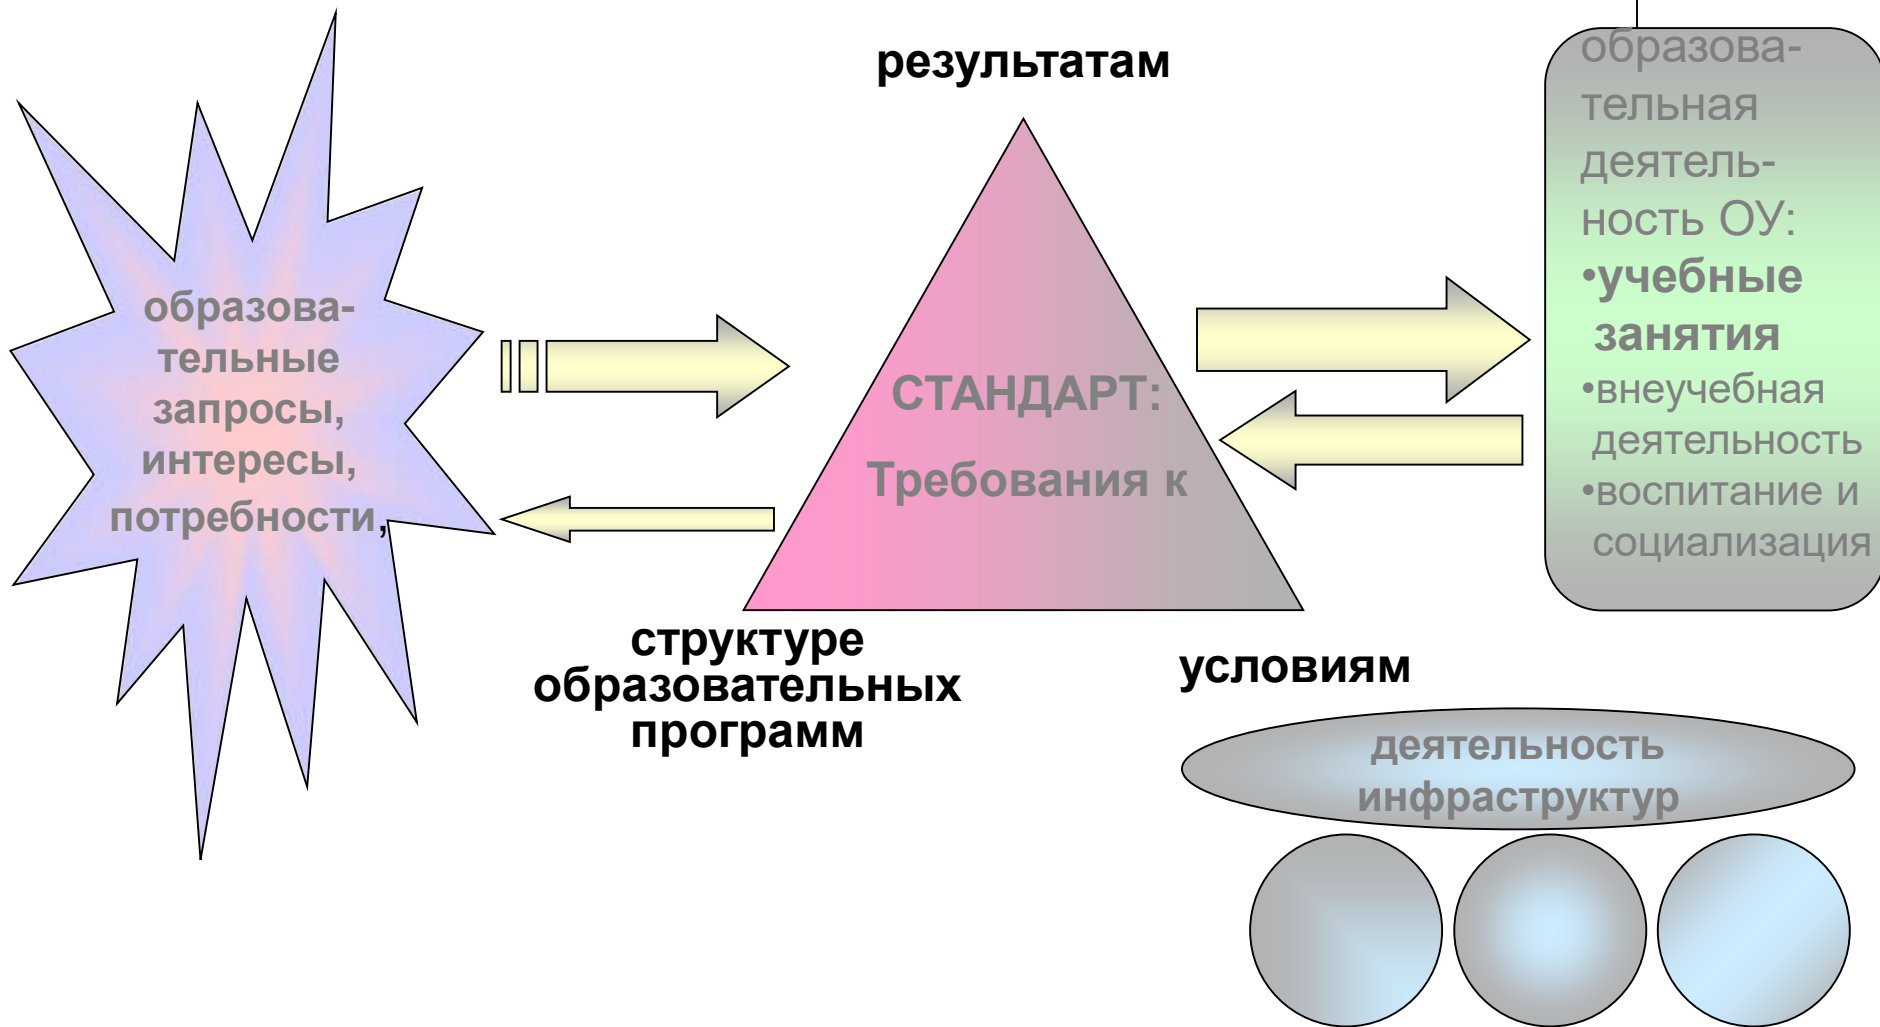 результатам
образова-
тельные
запросы,
интересы,
потребности,
СТАНДАРТ:
Требования к
образова-
тельная
деятель-
ность ОУ:
•учебные
занятия
•внеучебная
деятельность
•воспитание и
социализация
структуре
образовательных
программ
условиям
деятельность
инфраструктур